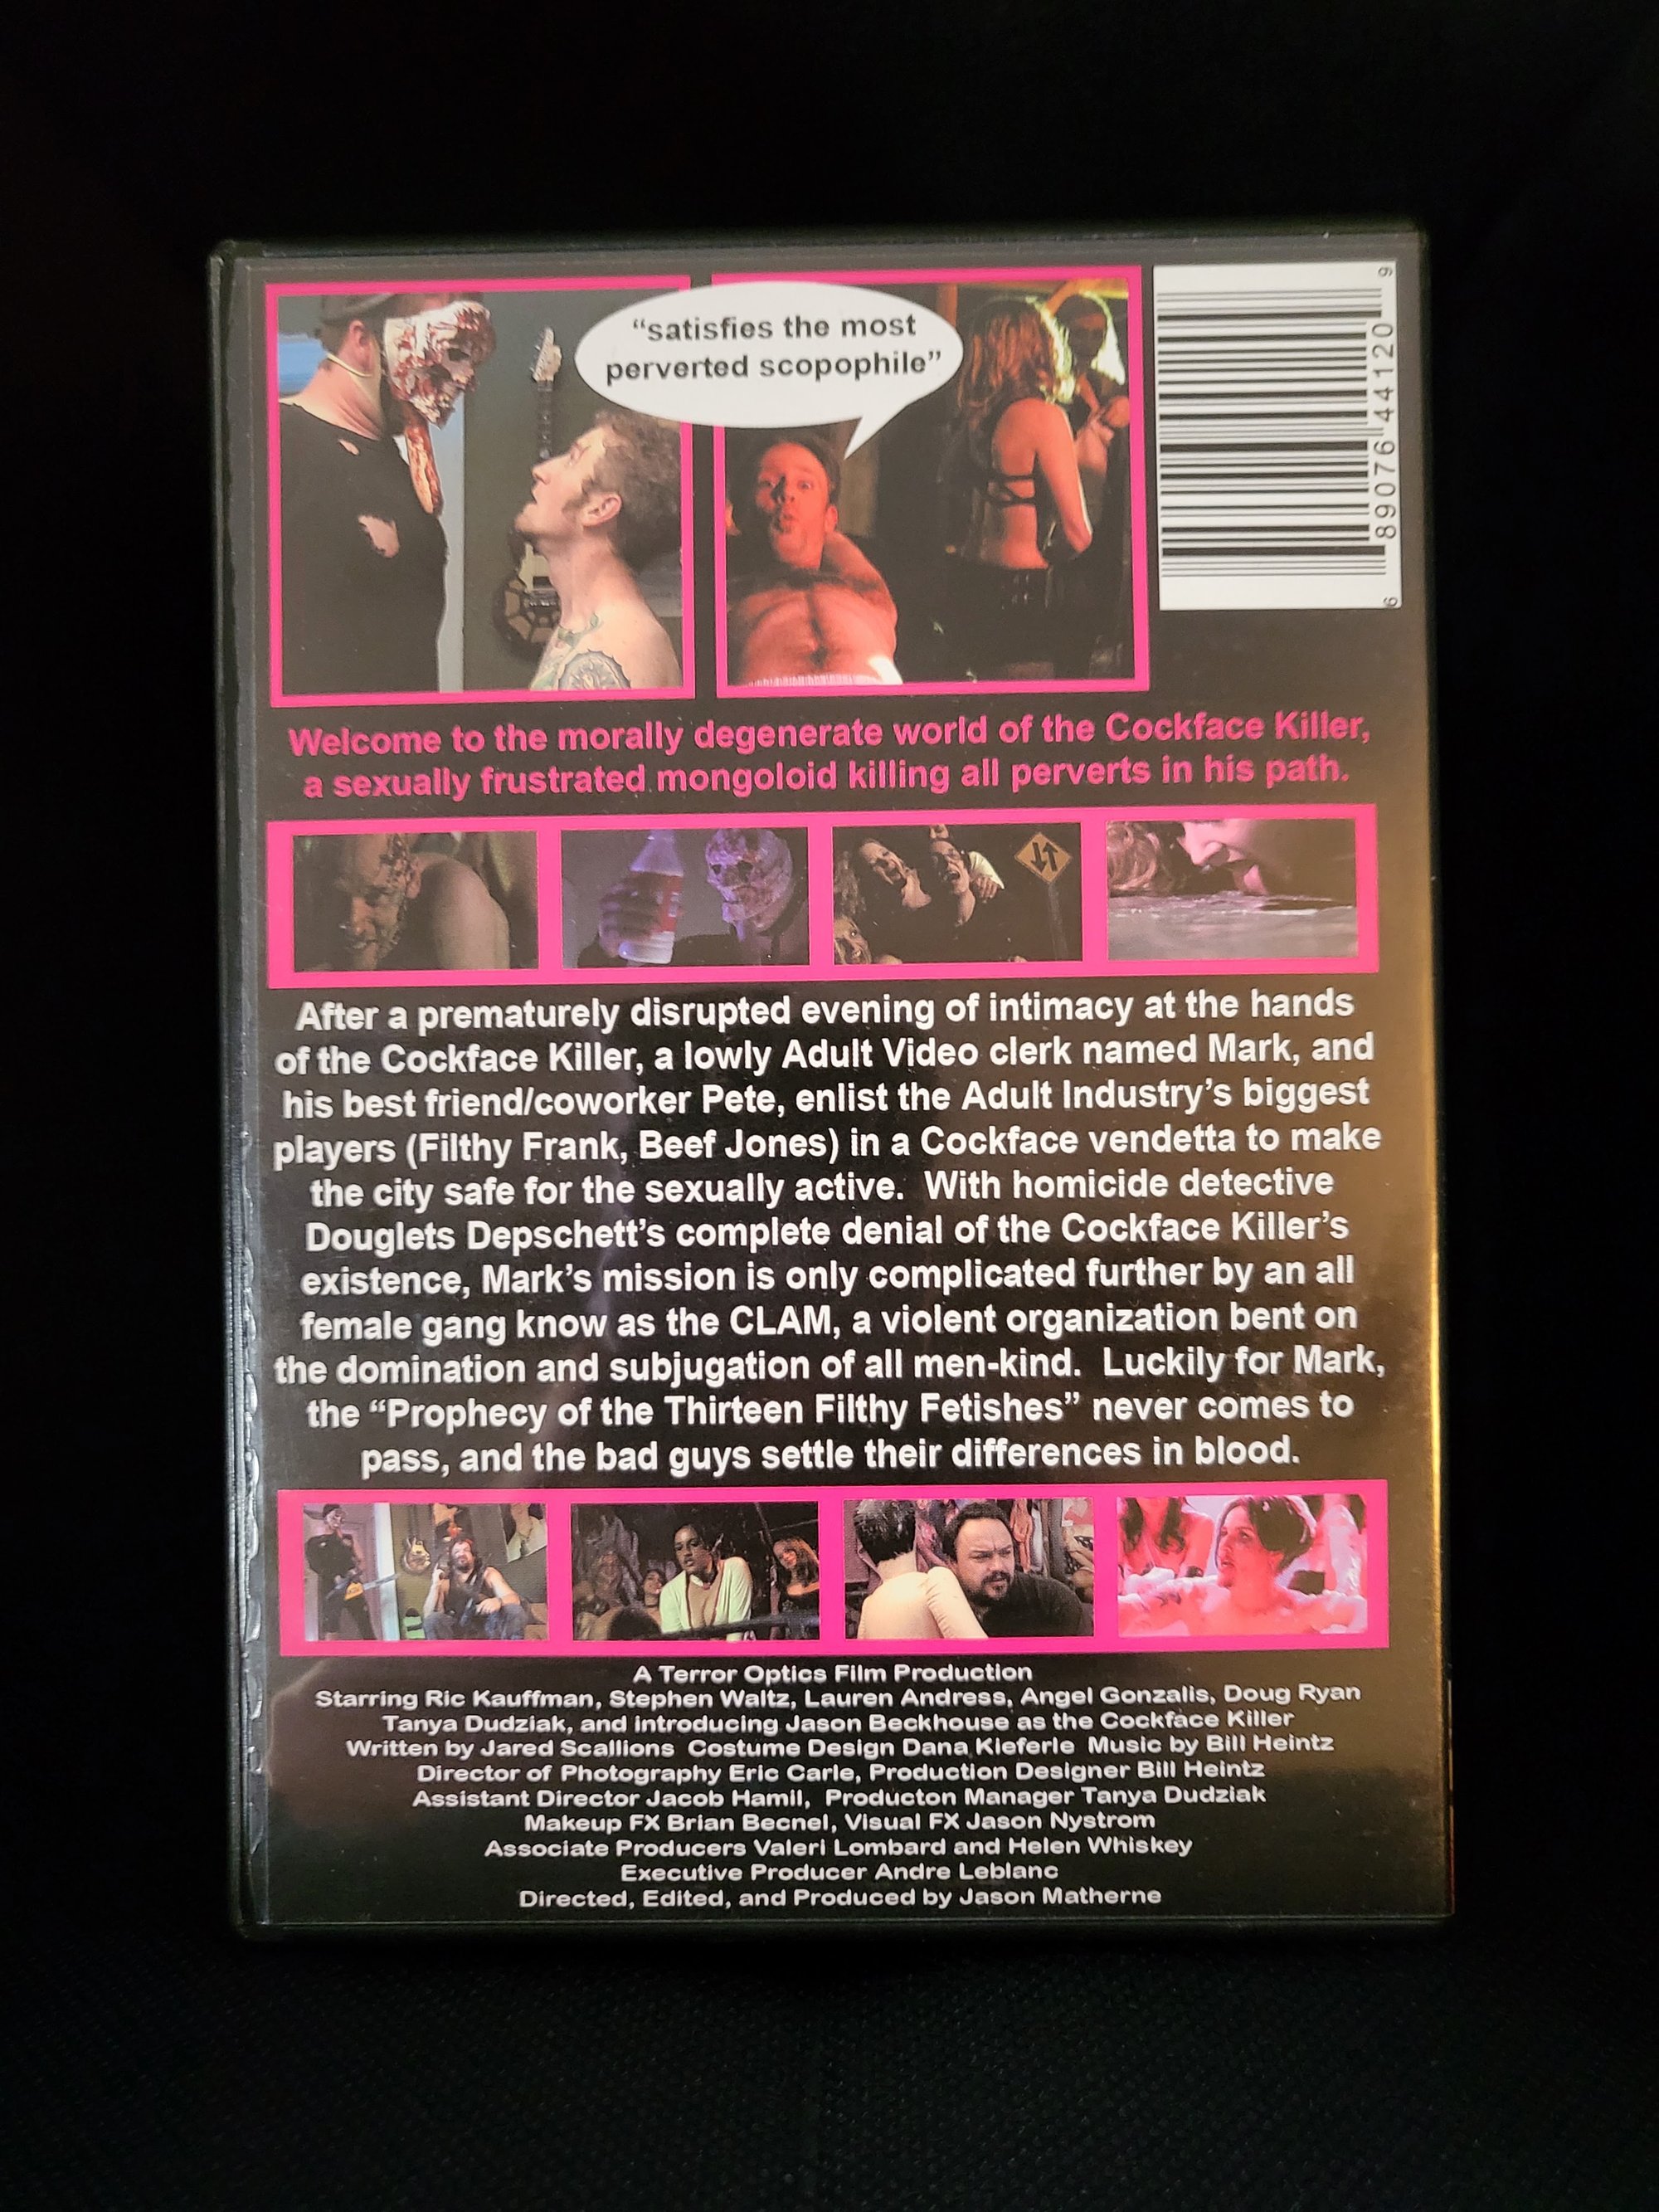 “satisfies the most
perverted scopophile”
6 89076 44120 9
Welcome to the morally degenerate world of the Cockface Killer,
a sexually frustrated mongoloid killing all perverts in his path.
After a prematurely disrupted evening of intimacy at the hands
of the Cockface Killer, a lowly Adult Video clerk named Mark, and
his best friend/coworker Pete, enlist the Adult Industry’s biggest
players (Filthy Frank, Beef Jones) in a Cockface vendetta to make
the city safe for the sexually active.  With homicide detective
Douglets Depschett’s complete denial of the Cockface Killer’s
existence, Mark’s mission is only complicated further by an all
female gang know as the CLAM, a violent organization bent on
the domination and subjugation of all men-kind.  Luckily for Mark,
the “Prophecy of the Thirteen Filthy Fetishes” never comes to
pass, and the bad guys settle their differences in blood.
A Terror Optics Film Production
Starring Ric Kauffman, Stephen Waltz, Lauren Andress, Angel Gonzalis, Doug Ryan
Tanya Dudziak, and introducing Jason Beckhouse as the Cockface Killer
Written by Jared Scallions  Costume Design Dana Kieferle  Music by Bill Heintz
Director of Photography Eric Carle, Production Designer Bill Heintz
Assistant Director Jacob Hamil,  Producton Manager Tanya Dudziak
Makeup FX Brian Becnel, Visual FX Jason Nystrom
Associate Producers Valeri Lombard and Helen Whiskey
Executive Producer Andre Leblanc
Directed, Edited, and Produced by Jason Matherne